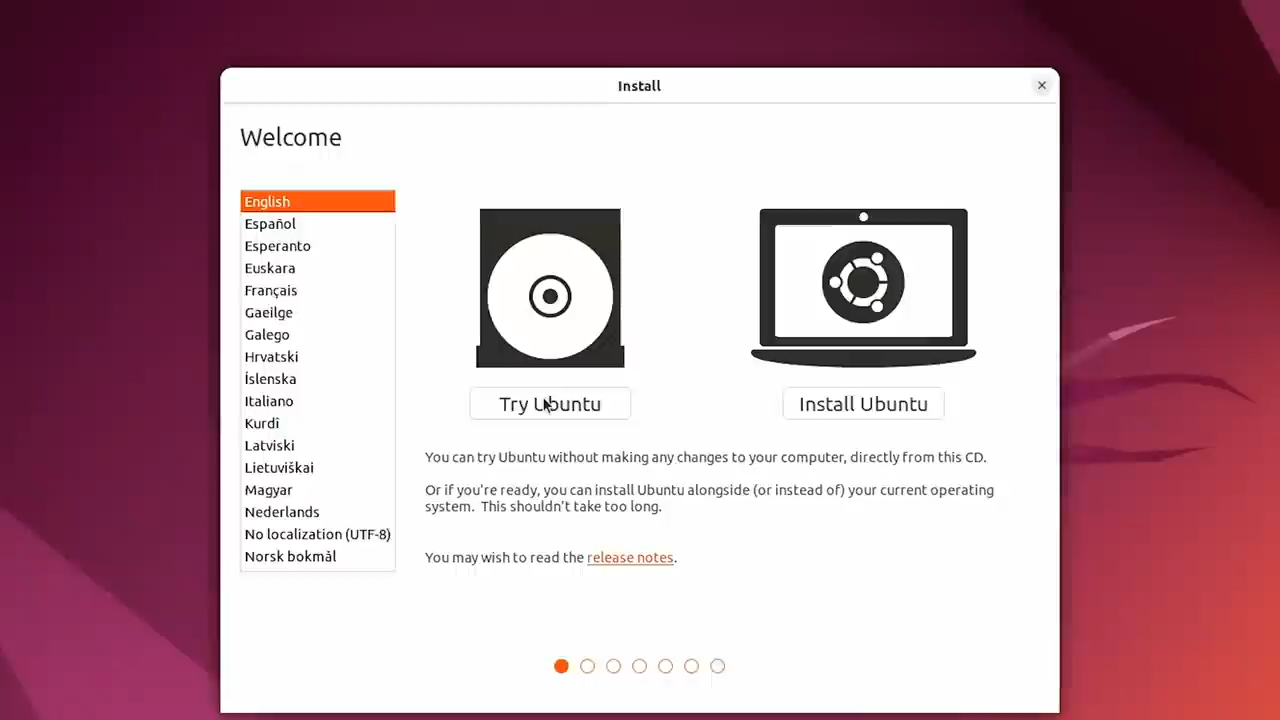 Install
Welcome
English
Español
Esperanto
Euskara
Français
Gaeilge
Galego
Hrvatski
Íslenska
Italiano
Kurdî
Latviski
Lietuviškai
Magyar
Nederlands
No localization (UTF-8)
Norsk bokmål
Try Ubuntu
Install Ubuntu
You can try Ubuntu without making any changes to your computer, directly from this CD.
Or if you're ready, you can install Ubuntu alongside (or instead of) your current operating
system. This shouldn't take too long.
You may wish to read the release notes.